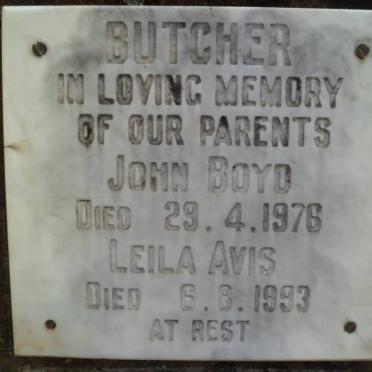 BUTCHER
IN LOVING MEMORY
OF OUR PARENTS
JOHN BOYD
DIED 29.4.1976
LEILA AVIS
DIED 6.8.1993
AT REST